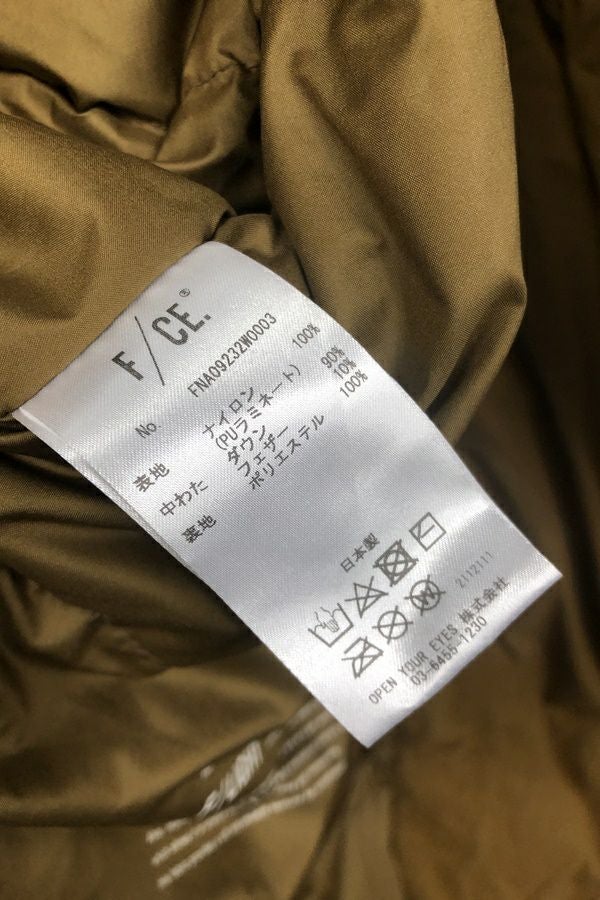 F/CE.®
No. FNA09232W0003
表地 ナイロン 100%
(PUラミネート)
中わた ダウン 90%
フェザー 10%
裏地 ポリエステル 100%
日本製
2112111
OPEN YOUR EYES 株式会社
03-6455-1230